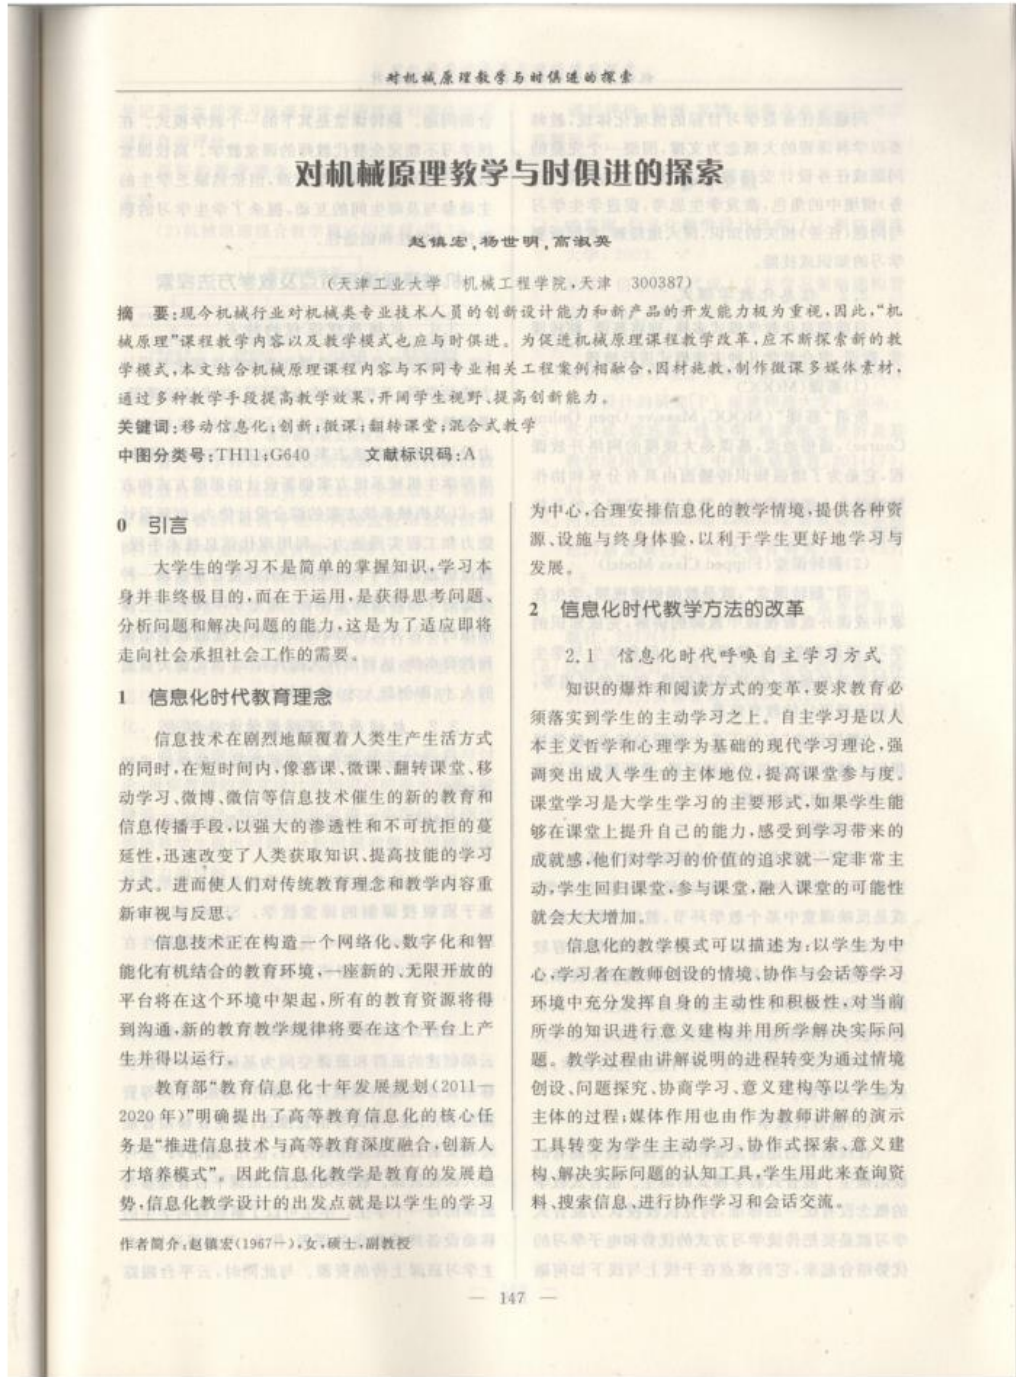 对机械原理教学与时俱进的探索
对机械原理教学与时俱进的探索
赵镇宏,杨世明,高淑英
(天津工业大学 机械工程学院,天津 300387)
摘 要:现今机械行业对机械类专业技术人员的创新设计能力和新产品的开发能力极为重视,因此,“机
械原理”课程教学内容以及教学模式也应与时俱进。为促进机械原理课程教学改革,应不断探索新的教
学模式,本文结合机械原理课程内容与不同专业相关工程案例相融合,因材施教,制作微课多媒体素材,
通过多种教学手段提高教学效果,开阔学生视野、提高创新能力。
关键词:移动信息化;创新;微课;翻转课堂;混合式教学
中图分类号:TH11;G640 文献标识码:A
0 引言
大学生的学习不是简单的掌握知识,学习本
身并非终极目的,而在于运用,是获得思考问题、
分析问题和解决问题的能力,这是为了适应即将
走向社会承担社会工作的需要。
1 信息化时代教育理念
信息技术在剧烈地颠覆着人类生产生活方式
的同时,在短时间内,像慕课、微课、翻转课堂、移
动学习、微博、微信等信息技术催生的新的教育和
信息传播手段,以强大的渗透性和不可抗拒的蔓
延性,迅速改变了人类获取知识、提高技能的学习
方式。进而使人们对传统教育理念和教学内容重
新审视与反思。
信息技术正在构造一个网络化、数字化和智
能化有机结合的教育环境,一座新的、无限开放的
平台将在这个环境中架起,所有的教育资源将得
到沟通,新的教育教学规律将要在这个平台上产
生并得以运行。
教育部“教育信息化十年发展规划(2011—
2020年)”明确提出了高等教育信息化的核心任
务是“推进信息技术与高等教育深度融合,创新人
才培养模式”。因此信息化教学是教育的发展趋
势,信息化教学设计的出发点就是以学生的学习
作者简介:赵镇宏(1967—),女,硕士,副教授
为中心,合理安排信息化的教学情境,提供各种资
源、设施与终身体验,以利于学生更好地学习与
发展。
2 信息化时代教学方法的改革
2.1 信息化时代呼唤自主学习方式
知识的爆炸和阅读方式的变革,要求教育必
须落实到学生的主动学习之上。自主学习是以人
本主义哲学和心理学为基础的现代学习理论,强
调突出成人学生的主体地位,提高课堂参与度。
课堂学习是大学生学习的主要形式,如果学生能
够在课堂上提升自己的能力,感受到学习带来的
成就感,他们对学习的价值的追求就一定非常主
动,学生回归课堂,参与课堂,融入课堂的可能性
就会大大增加。
信息化的教学模式可以描述为:以学生为中
心,学习者在教师创设的情境、协作与会话等学习
环境中充分发挥自身的主动性和积极性,对当前
所学的知识进行意义建构并用所学解决实际问
题。教学过程由讲解说明的进程转变为通过情境
创设、问题探究、协商学习、意义建构等以学生为
主体的过程;媒体作用也由作为教师讲解的演示
工具转变为学生主动学习、协作式探索、意义建
构、解决实际问题的认知工具,学生用此来查询资
料、搜索信息、进行协作学习和会话交流。
— 147 —